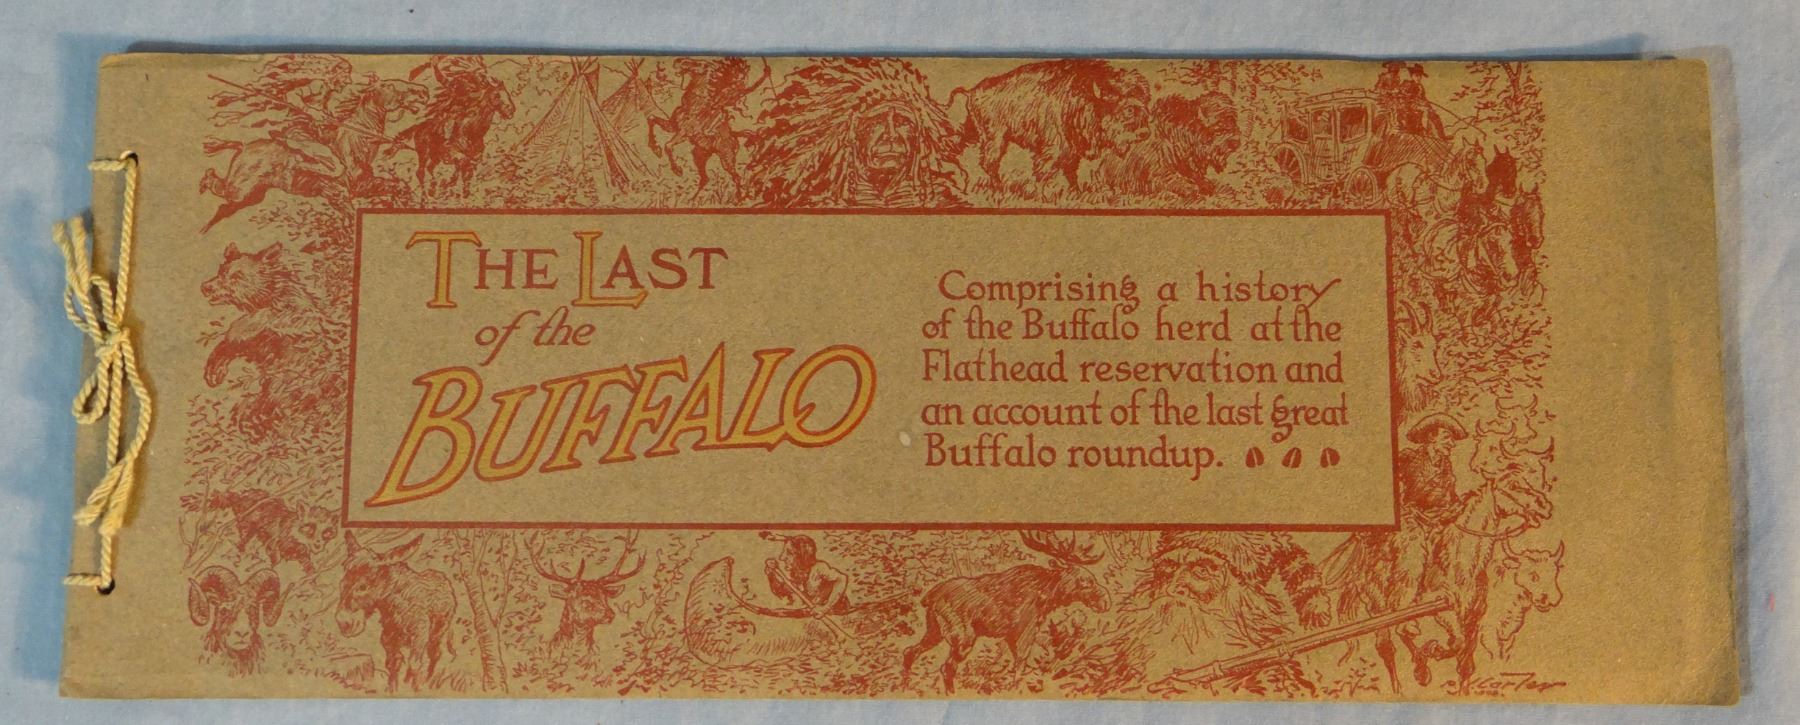 THE LAST
of the
BUFFALO
Comprising a history
of the Buffalo herd at the
Flathead reservation and
an account of the last great
Buffalo roundup.